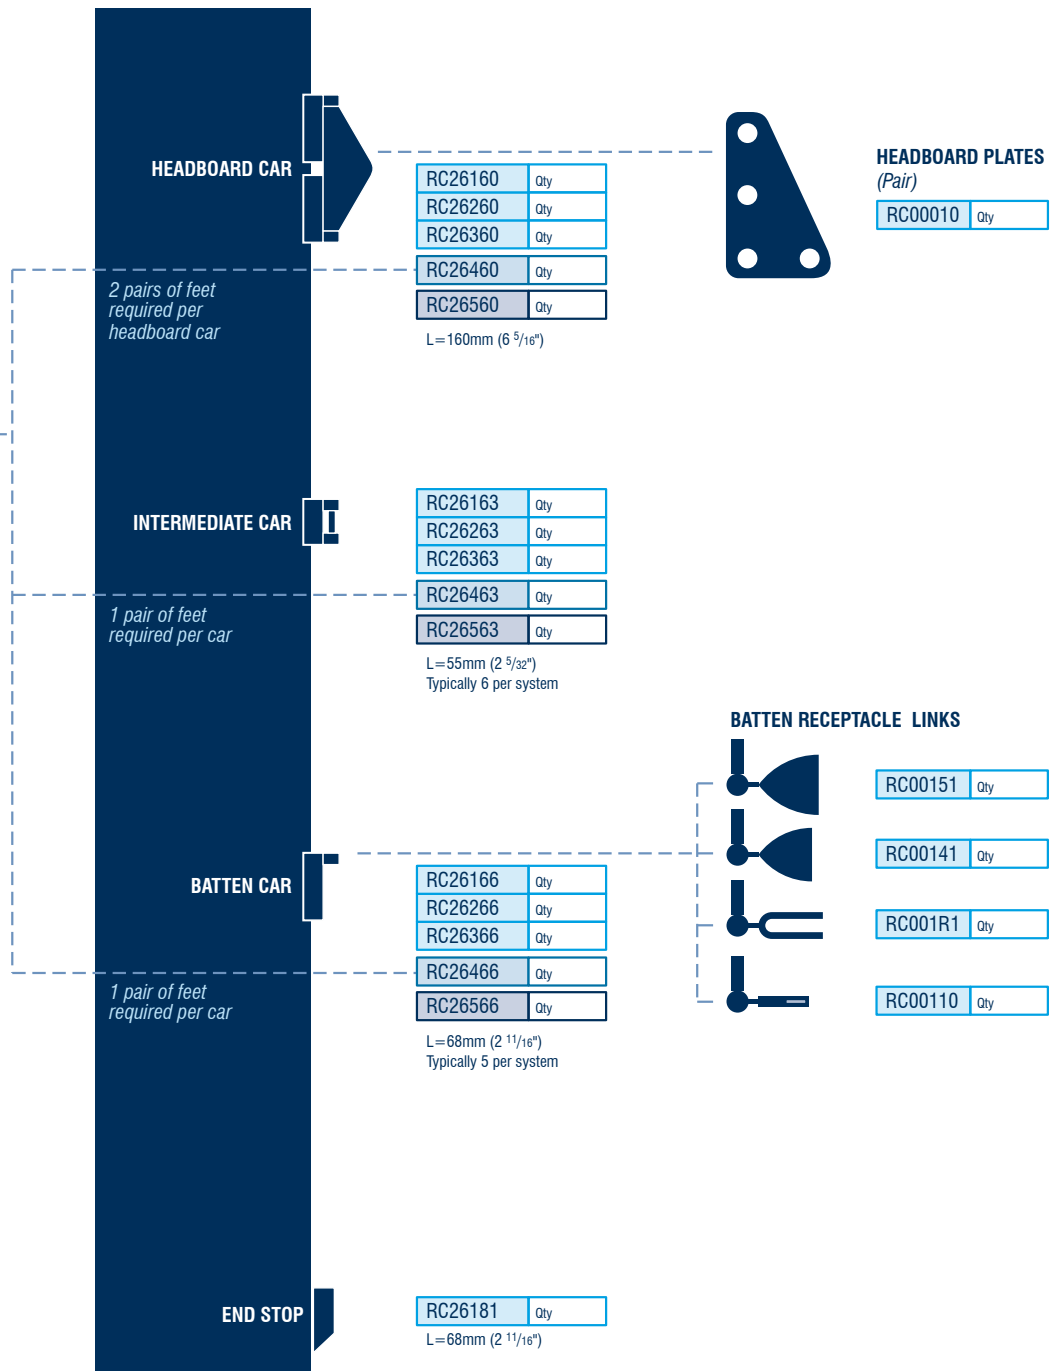 HEADBOARD CAR
RC26160 Qty
RC26260 Qty
RC26360 Qty
RC26460 Qty
RC26560 Qty
L=160mm (6 5/16")
2 pairs of feet
required per
headboard car
HEADBOARD PLATES
(Pair)
RC00010 Qty
INTERMEDIATE CAR
RC26163 Qty
RC26263 Qty
RC26363 Qty
RC26463 Qty
RC26563 Qty
L=55mm (2 5/32")
Typically 6 per system
1 pair of feet
required per car
BATTEN RECEPTACLE LINKS
RC00151 Qty
RC00141 Qty
RC001R1 Qty
RC00110 Qty
BATTEN CAR
RC26166 Qty
RC26266 Qty
RC26366 Qty
RC26466 Qty
RC26566 Qty
L=68mm (2 11/16")
Typically 5 per system
1 pair of feet
required per car
END STOP
RC26181 Qty
L=68mm (2 11/16")